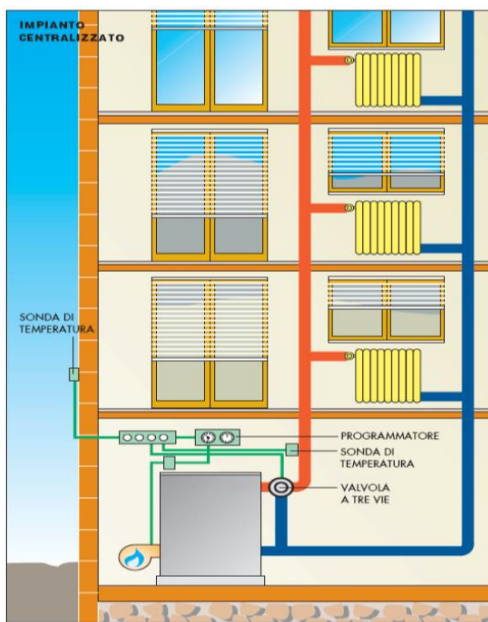 IMPIANTO
CENTRALIZZATO
SONDA DI
TEMPERATURA
PROGRAMMATORE
SONDA DI
TEMPERATURA
VALVOLA
A TRE VIE